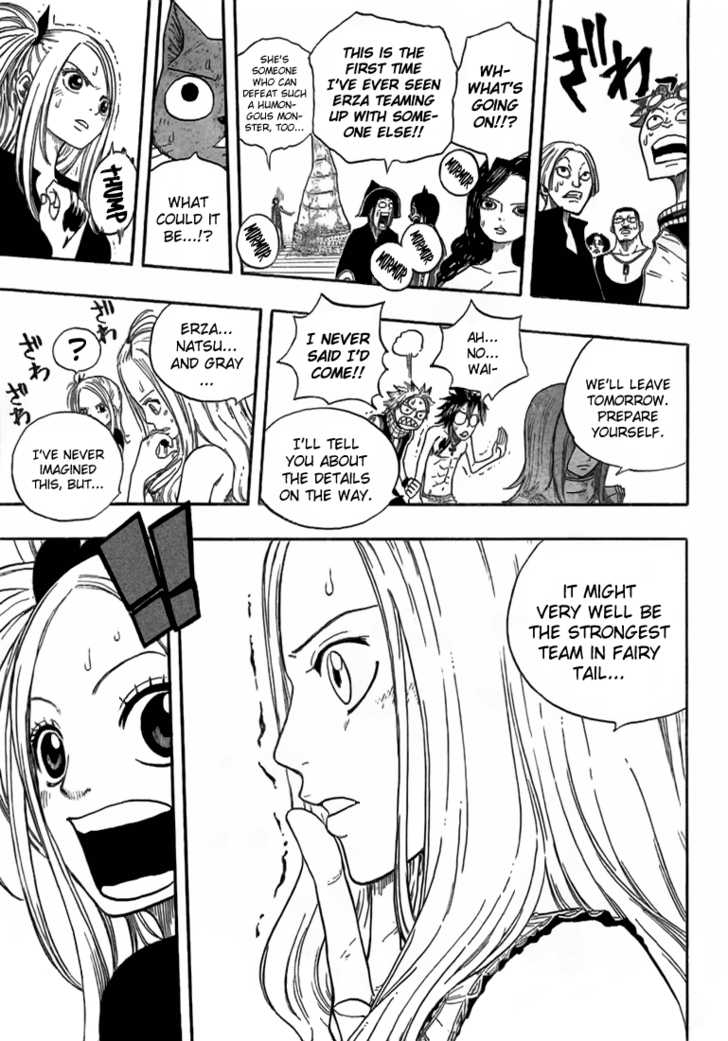 ざわっ
WH-
WHAT'S
GOING
ON!!?
THIS IS THE
FIRST TIME
I'VE EVER SEEN
ERZA TEAMING
UP WITH SOME-
ONE ELSE!!
SHE'S
SOMEONE
WHO CAN
DEFEAT SUCH
A HUMON-
GOUS MON-
STER, TOO...
MURMUR
MURMUR
MURMUR
WHAT
COULD IT
BE...!?
THUMP
WE'LL LEAVE
TOMORROW.
PREPARE
YOURSELF.
AH...
NO...
WAI-
I NEVER
SAID I'D
COME!!
I'LL TELL
YOU ABOUT
THE DETAILS
ON THE WAY.
ERZA...
NATSU...
AND GRAY
...
?
ざわ
ざわ
I'VE NEVER
IMAGINED
THIS, BUT...
IT MIGHT
VERY WELL BE
THE STRONGEST
TEAM IN FAIRY
TAIL...
!!